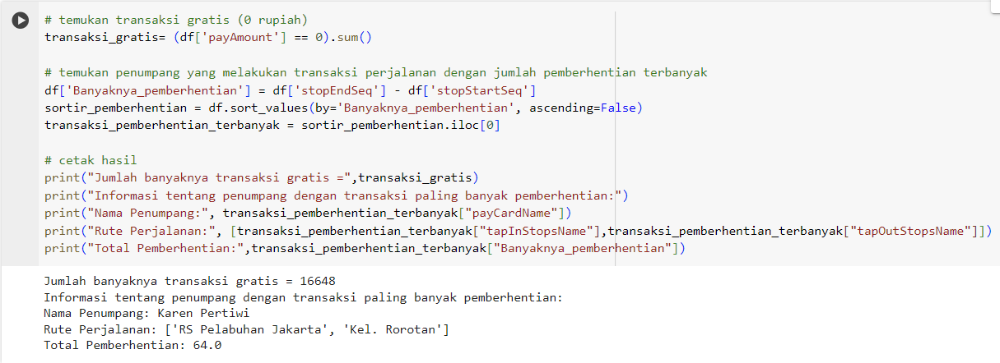 # temukan transaksi gratis (0 rupiah)
transaksi_gratis= (df['payAmount'] == 0).sum()
# temukan penumpang yang melakukan transaksi perjalanan dengan jumlah pemberhentian terbanyak
df['Banyaknya_pemberhentian'] = df['stopEndSeq'] - df['stopStartSeq']
sortir_pemberhentian = df.sort_values(by='Banyaknya_pemberhentian', ascending=False)
transaksi_pemberhentian_terbanyak = sortir_pemberhentian.iloc[0]
# cetak hasil
print("Jumlah banyaknya transaksi gratis =",transaksi_gratis)
print("Informasi tentang penumpang dengan transaksi paling banyak pemberhentian:")
print("Nama Penumpang:", transaksi_pemberhentian_terbanyak["payCardName"])
print("Rute Perjalanan:", [transaksi_pemberhentian_terbanyak["tapInStopsName"],transaksi_pemberhentian_terbanyak["tapOutStopsName"]])
print("Total Pemberhentian:",transaksi_pemberhentian_terbanyak["Banyaknya_pemberhentian"])
Jumlah banyaknya transaksi gratis = 16648
Informasi tentang penumpang dengan transaksi paling banyak pemberhentian:
Nama Penumpang: Karen Pertiwi
Rute Perjalanan: ['RS Pelabuhan Jakarta', 'Kel. Rorotan']
Total Pemberhentian: 64.0